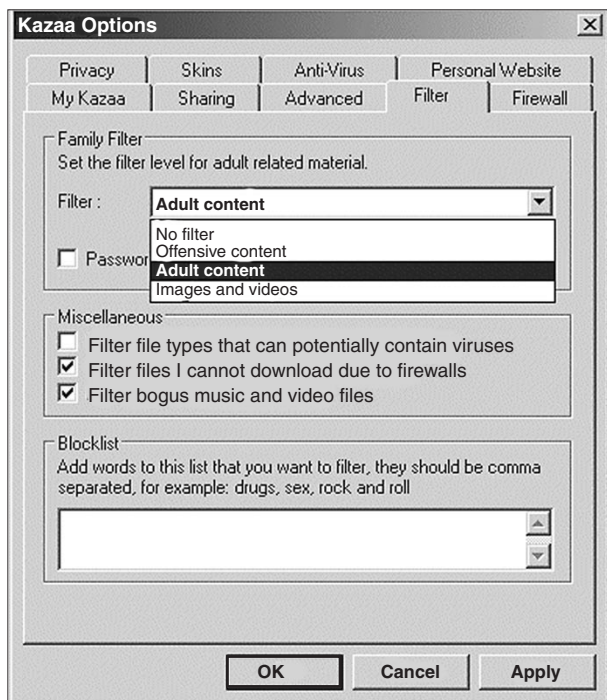 Kazaa Options
Privacy Skins Anti-Virus Personal Website
My Kazaa Sharing Advanced Filter Firewall
Family Filter
Set the filter level for adult related material.
Filter : Adult content
No filter
Offensive content
Passwor Adult content
Images and videos
Miscellaneous
Filter file types that can potentially contain viruses
Filter files I cannot download due to firewalls
Filter bogus music and video files
Blocklist
Add words to this list that you want to filter, they should be comma
separated, for example: drugs, sex, rock and roll
OK Cancel Apply